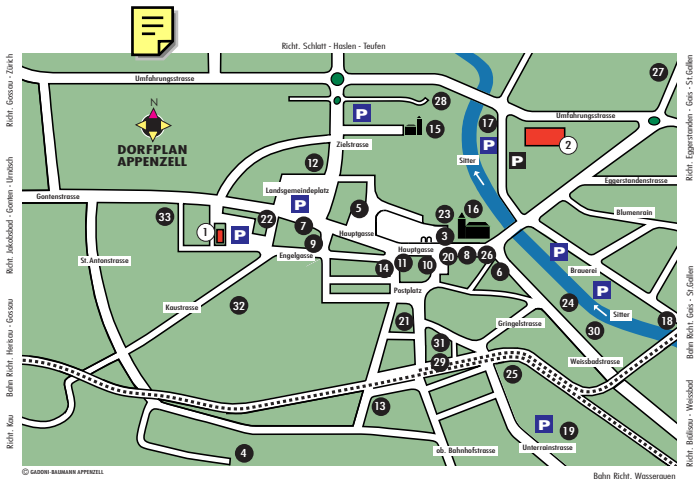 Richt. Schlatt - Haslen - Teufen
Richt. Gossau - Zürich
Umfahrungsstrasse
27
28
P
17
Umfahrungsstrasse
N
DORFPLAN
APPENZELL
15
2
P
P
Zielstrasse
Sitter
12
Richt. Eggerstanden - Gais - St.Gallen
Eggerstandenstrasse
Landsgemeindeplatz
Gontenstrasse
P
33
22
5
23
16
Blumenrain
1
P
7
Hauptgasse
3
9
Hauptgasse
Engelgasse
14
11
10
20
8
26
6
P
Brauerei
Richt. Jakobsbad - Gonten - Urnäsch
St. Antonstrasse
Postplatz
P
Kaustrasse
32
24
Sitter
21
Gringelstrasse
30
18
Bahn Richt. Gais - St.Gallen
31
29
Weissbadstrasse
Bahn Richt. Herisau - Gossau
25
13
P
19
Richt. Kau
4
ob. Bahnhofstrasse
Unterrainstrasse
Richt. Brülisau - Weissbad
© GADONI-BAUMANN APPENZELL
Bahn Richt. Wasserauen